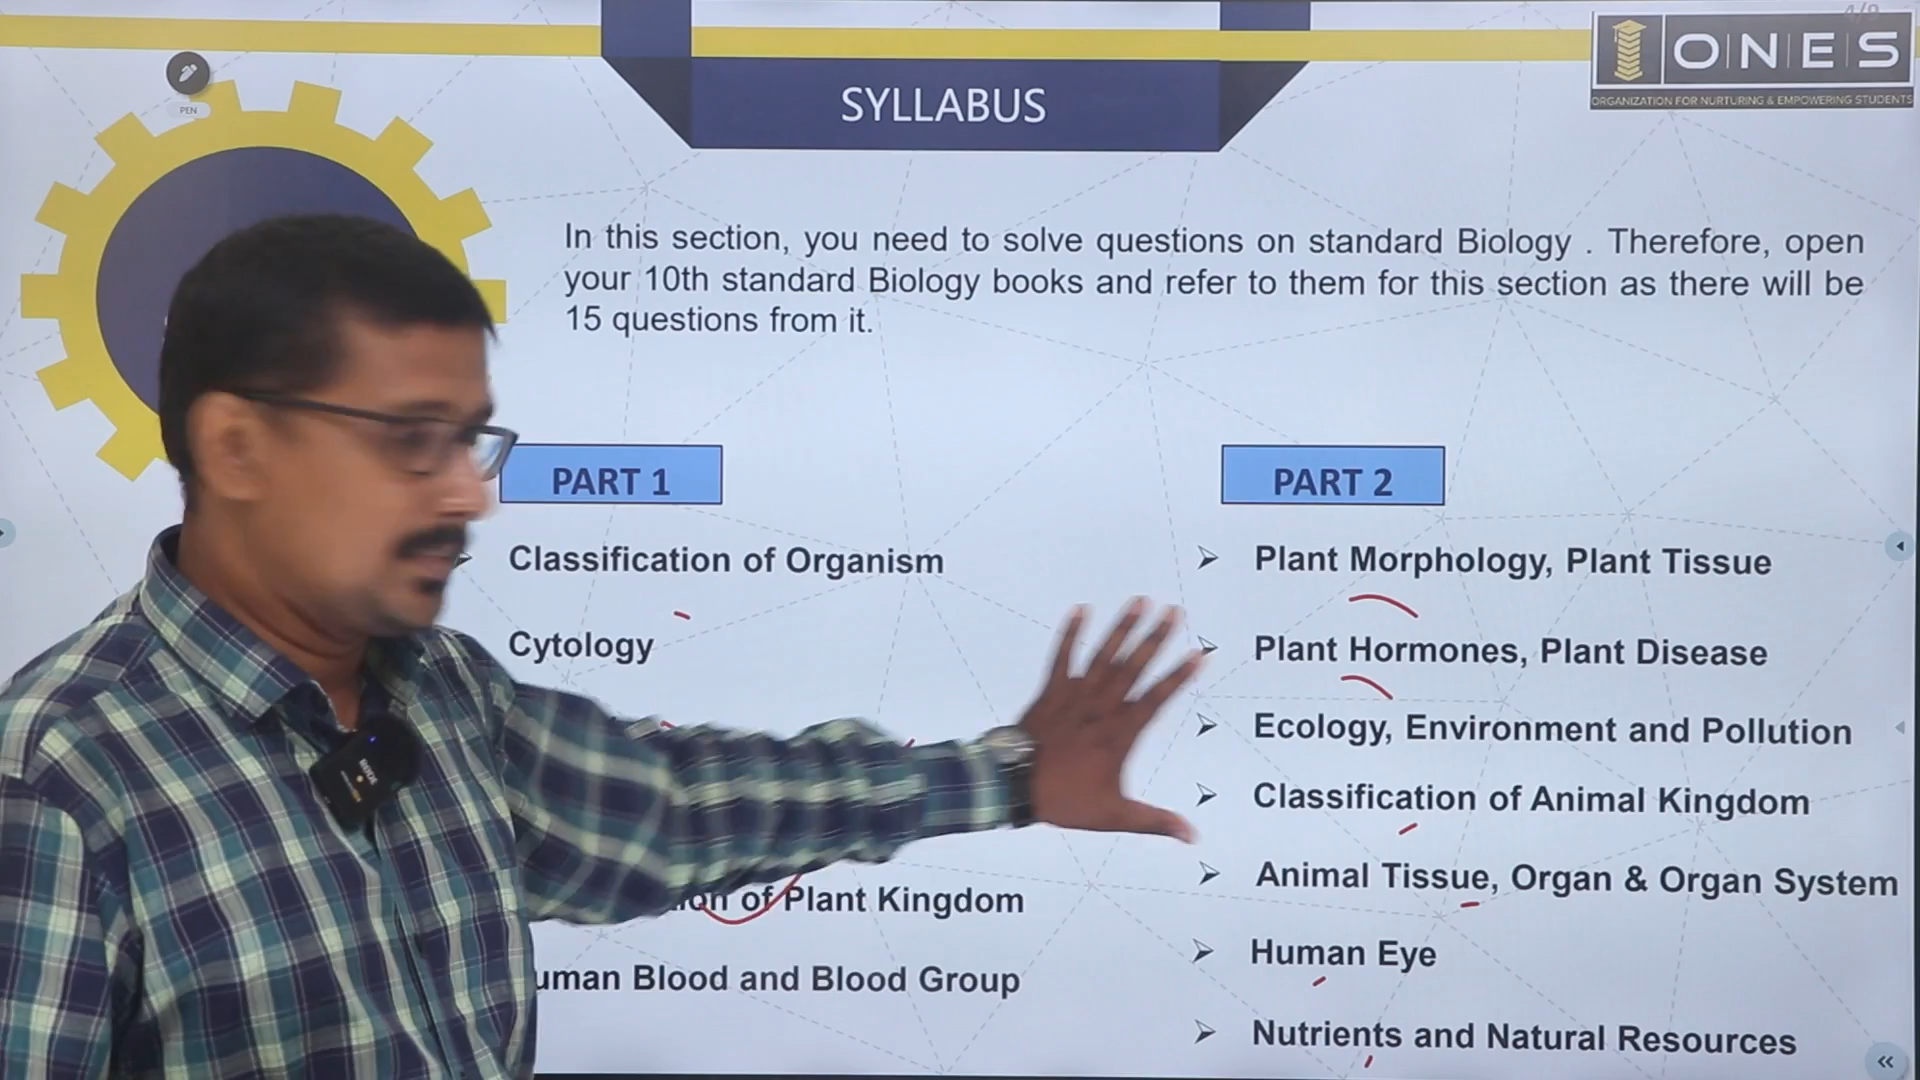 4/9
PEN
SYLLABUS
O|N|E|S
ORGANIZATION FOR NURTURING & EMPOWERING STUDENTS
In this section, you need to solve questions on standard Biology . Therefore, open
your 10th standard Biology books and refer to them for this section as there will be
15 questions from it.
PART 1
Classification of Organism
Cytology
of Plant Kingdom
uman Blood and Blood Group
PART 2
Plant Morphology, Plant Tissue
Plant Hormones, Plant Disease
Ecology, Environment and Pollution
Classification of Animal Kingdom
Animal Tissue, Organ & Organ System
Human Eye
Nutrients and Natural Resources
RODE